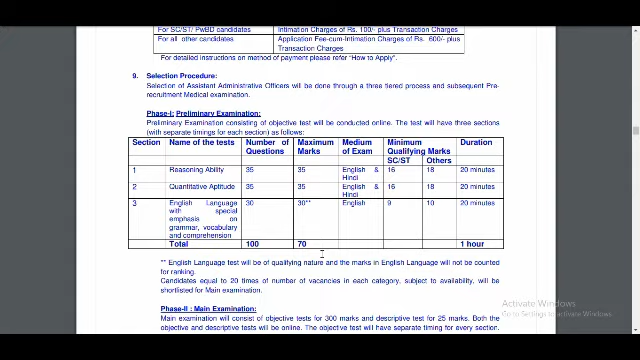 For SC/ST/ PwBD candidates Intimation Charges of Rs. 100/- plus Transaction Charges
For all other candidates Application Fee-cum-Intimation Charges of Rs. 600/- plus
Transaction Charges
For detailed instructions on method of payment please refer "How to Apply".
9. Selection Procedure:
Selection of Assistant Administrative Officers will be done through a three tiered process and subsequent Pre-
recruitment Medical examination.
Phase-I: Preliminary Examination:
Preliminary Examination consisting of objective test will be conducted online. The test will have three sections
(with separate timings for each section) as follows:
Section Name of the tests Number of Maximum Medium Minimum Duration
Questions Marks of Exam Qualifying Marks
SC/ST Others
1 Reasoning Ability 35 35 English & 16 18 20 minutes
Hindi
2 Quantitative Aptitude 35 35 English & 16 18 20 minutes
Hindi
3 English Language 30 30** English 9 10 20 minutes
with special
emphasis on
grammar, vocabulary
and comprehension
Total 100 70 1 hour
** English Language test will be of qualifying nature and the marks in English Language will not be counted
for ranking.
Candidates equal to 20 times of number of vacancies in each category, subject to availability, will be
shortlisted for Main examination.
Phase-II : Main Examination:
Main examination will consist of objective tests for 300 marks and descriptive test for 25 marks. Both
the objective and descriptive tests will be online. The objective test will have separate timing for every section.
Activate Windows
Go to Settings to activate Windows.